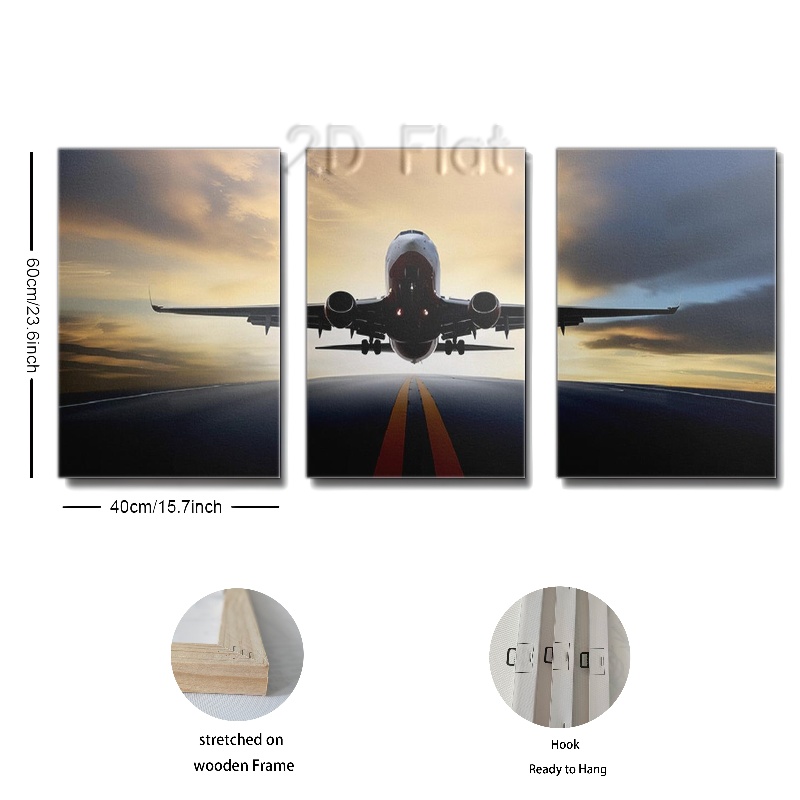 2D Flat
60cm/23.6inch
40cm/15.7inch
stretched on
wooden Frame
Hook
Ready to Hang